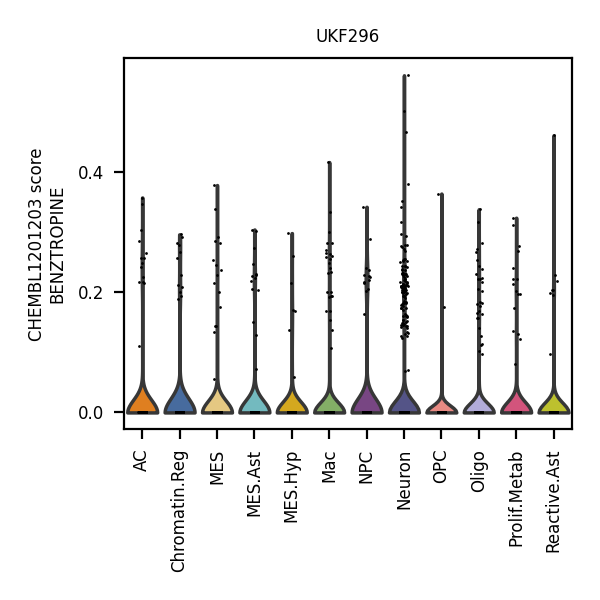 UKF296
CHEMBL1201203 score
BENZTROPINE
0.4
0.2
0.0
AC
Chromatin.Reg
MES
MES.Ast
MES.Hyp
Mac
NPC
Neuron
OPC
Oligo
Prolif.Metab
Reactive.Ast